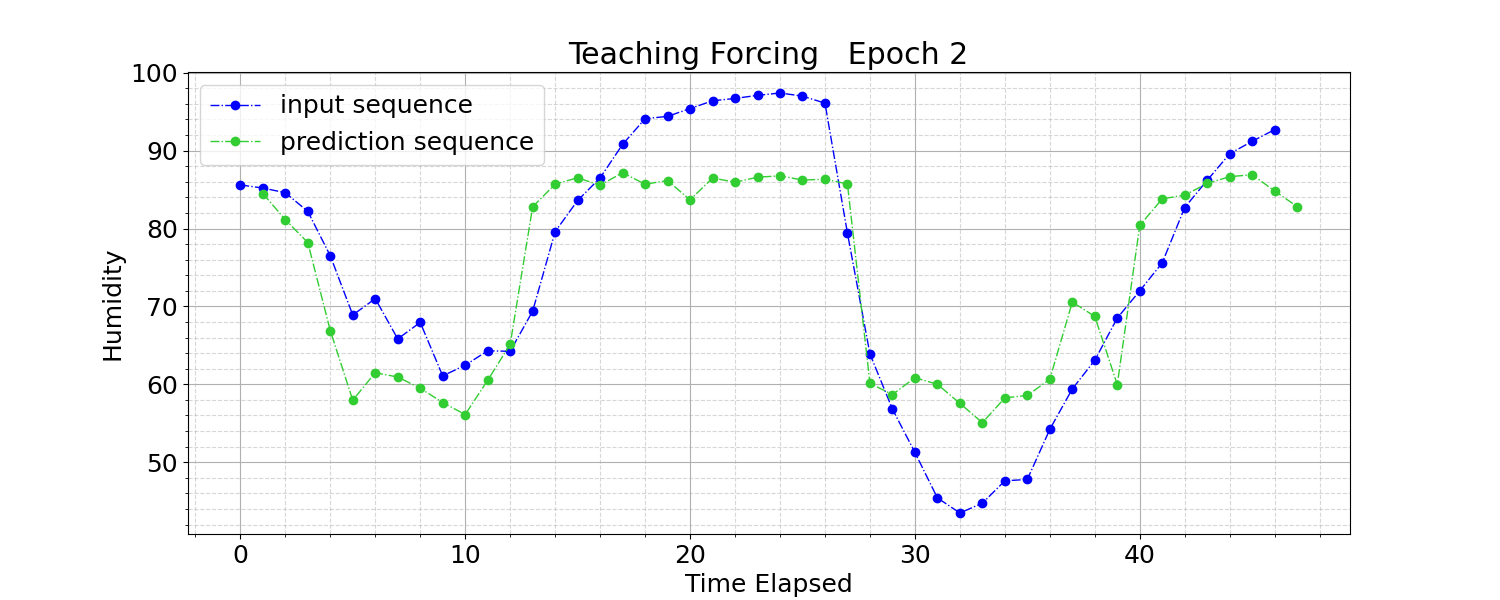 Teaching Forcing   Epoch 2
100
90
80
70
60
50
Humidity
input sequence
prediction sequence
0 10 20 30 40
Time Elapsed